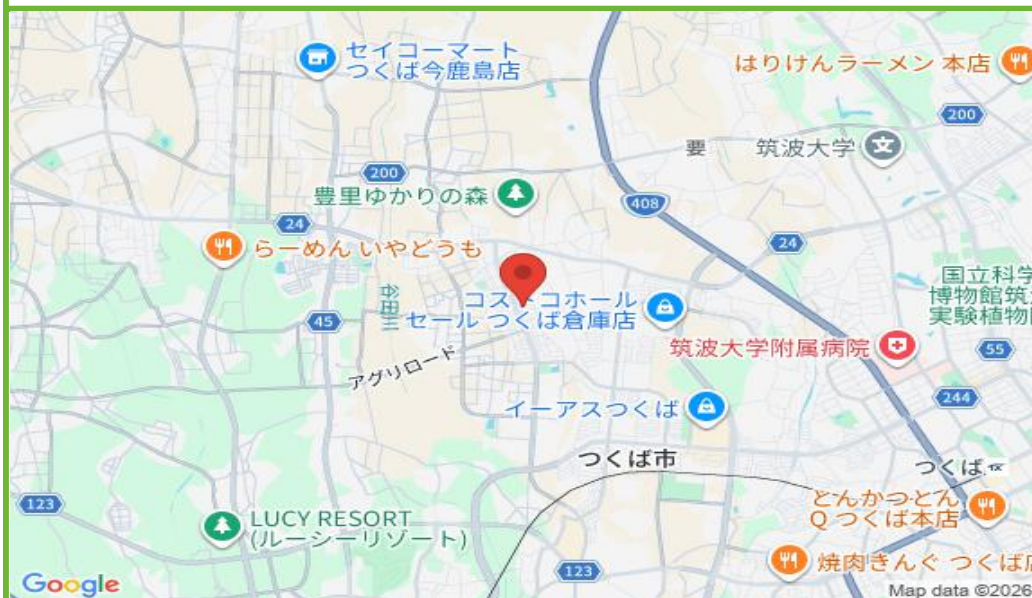 セイコーマート
つくば今鹿島店
はりけんラーメン 本店
200
要
筑波大学
200
豊里ゆかりの森
408
24
24
らーめん いやどうも
国立科学
博物館筑
実験植物
コストコホール
セール つくば倉庫店
谷田川
45
筑波大学附属病院
55
アグリロード
イーアスつくば
244
つくば市
つくば
123
とんかつとん
Q つくば本店
LUCY RESORT
(ルーシーリゾート)
焼肉きんぐ つくば
123
Google
Map data ©2026